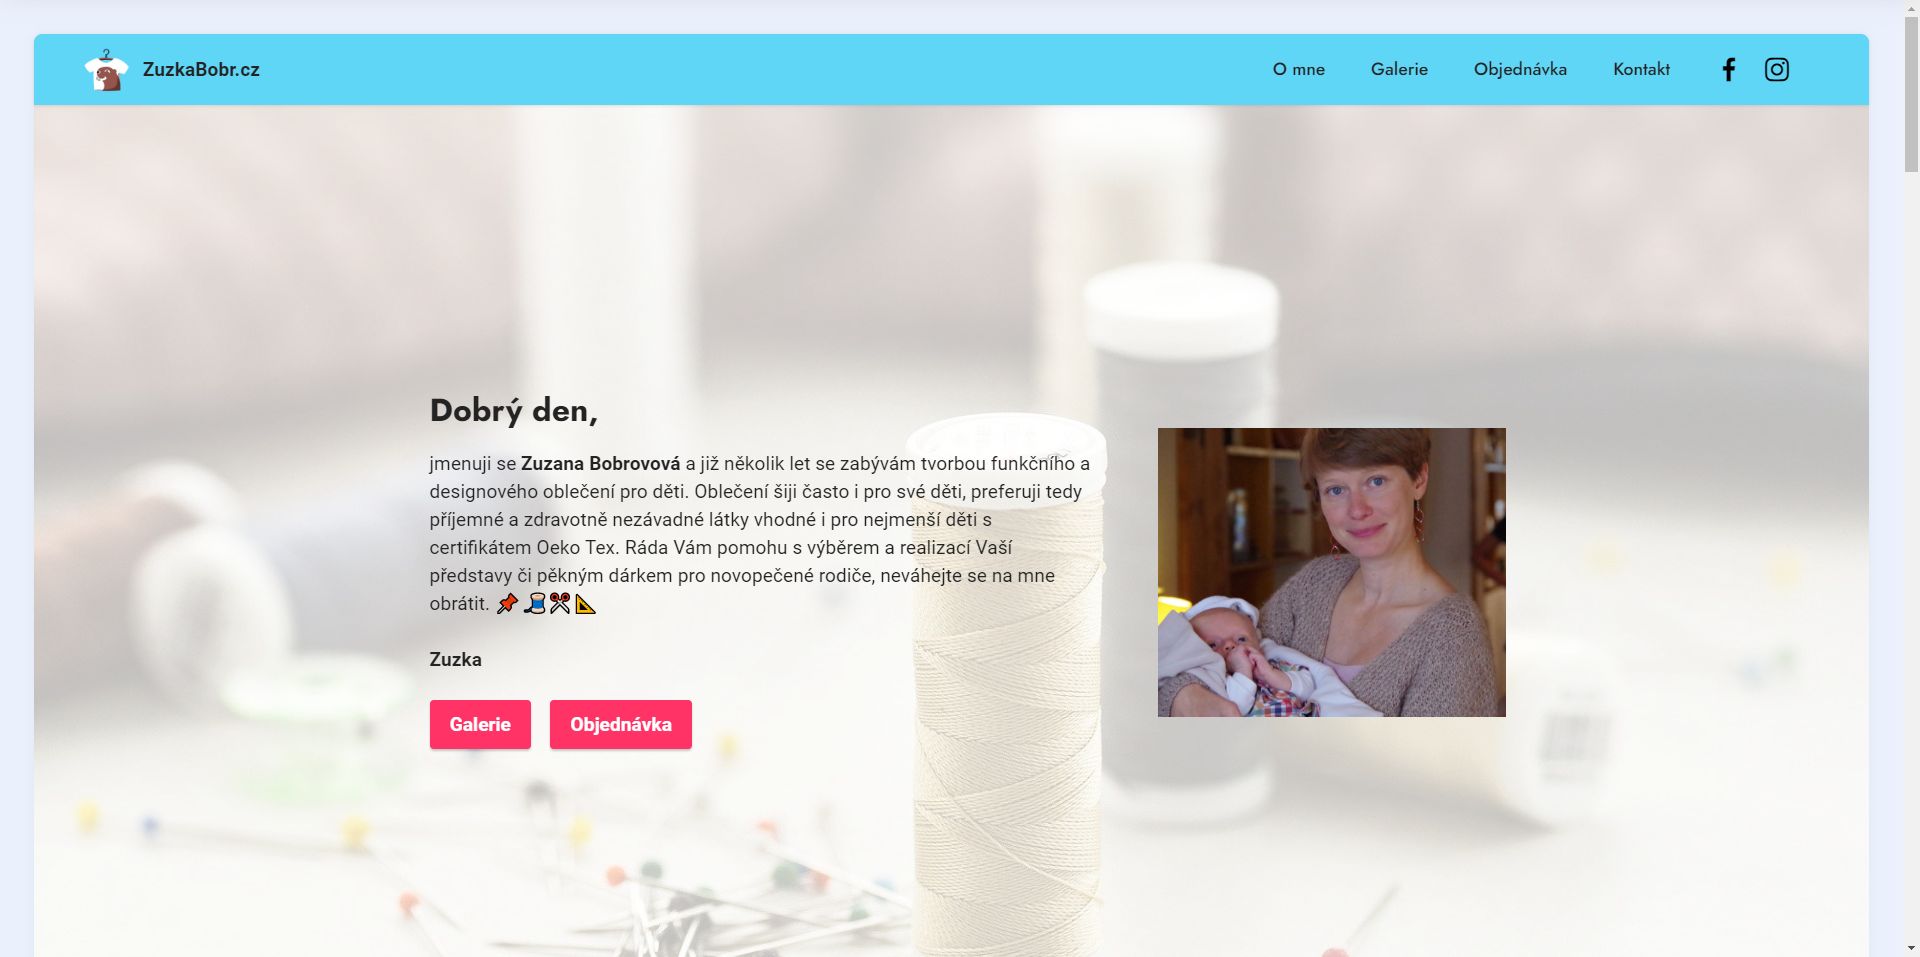 ZuzkaBobr.cz
O mne
Galerie
Objednávka
Kontakt
Dobrý den,
jmenuji se Zuzana Bobrovová a již několik let se zabývám tvorbou funkčního a
designového oblečení pro děti. Oblečení šiji často i pro své děti, preferuji tedy
příjemné a zdravotně nezávadné látky vhodné i pro nejmenší děti s
certifikátem Oeko Tex. Ráda Vám pomohu s výběrem a realizací Vaší
představy či pěkným dárkem pro novopečené rodiče, neváhejte se na mne
obrátit. 📌🧵✂📐
Zuzka
Galerie
Objednávka